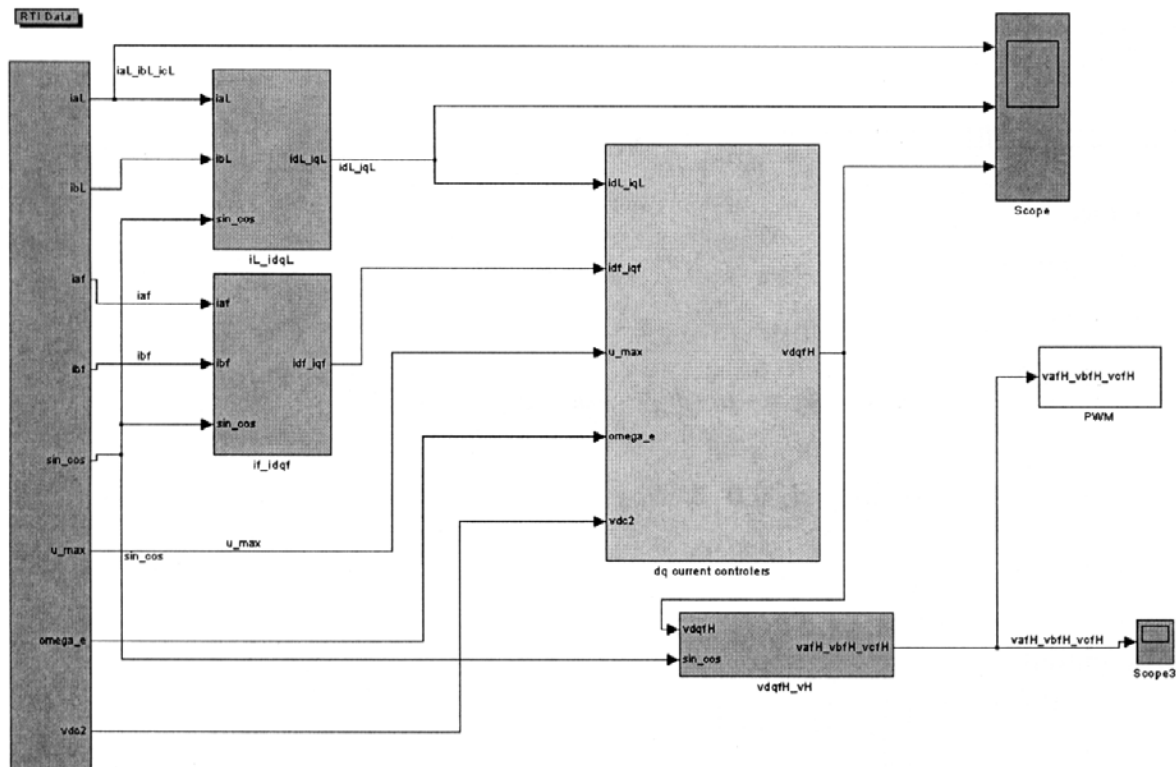 RTI Data
iaL
ibL
iaf
ibf
sin_cos
u_max
omega_e
vdc2
iaL_ibL_icL
iaL
ibL
sin_cos
idL_iqL
iL_idqL
idL_iqL
iaf
ibf
iaf
ibf
sin_cos
idf_iqf
if_idqf
sin_cos
u_max
idL_iqL
idf_iqf
u_max
omega_e
vdc2
vdqfH
dq current controlers
Scope
vafH_vbfH_vcfH
PWM
vdqfH
sin_cos
vafH_vbfH_vcfH
vdqfH_vH
vafH_vbfH_vcfH
Scope3